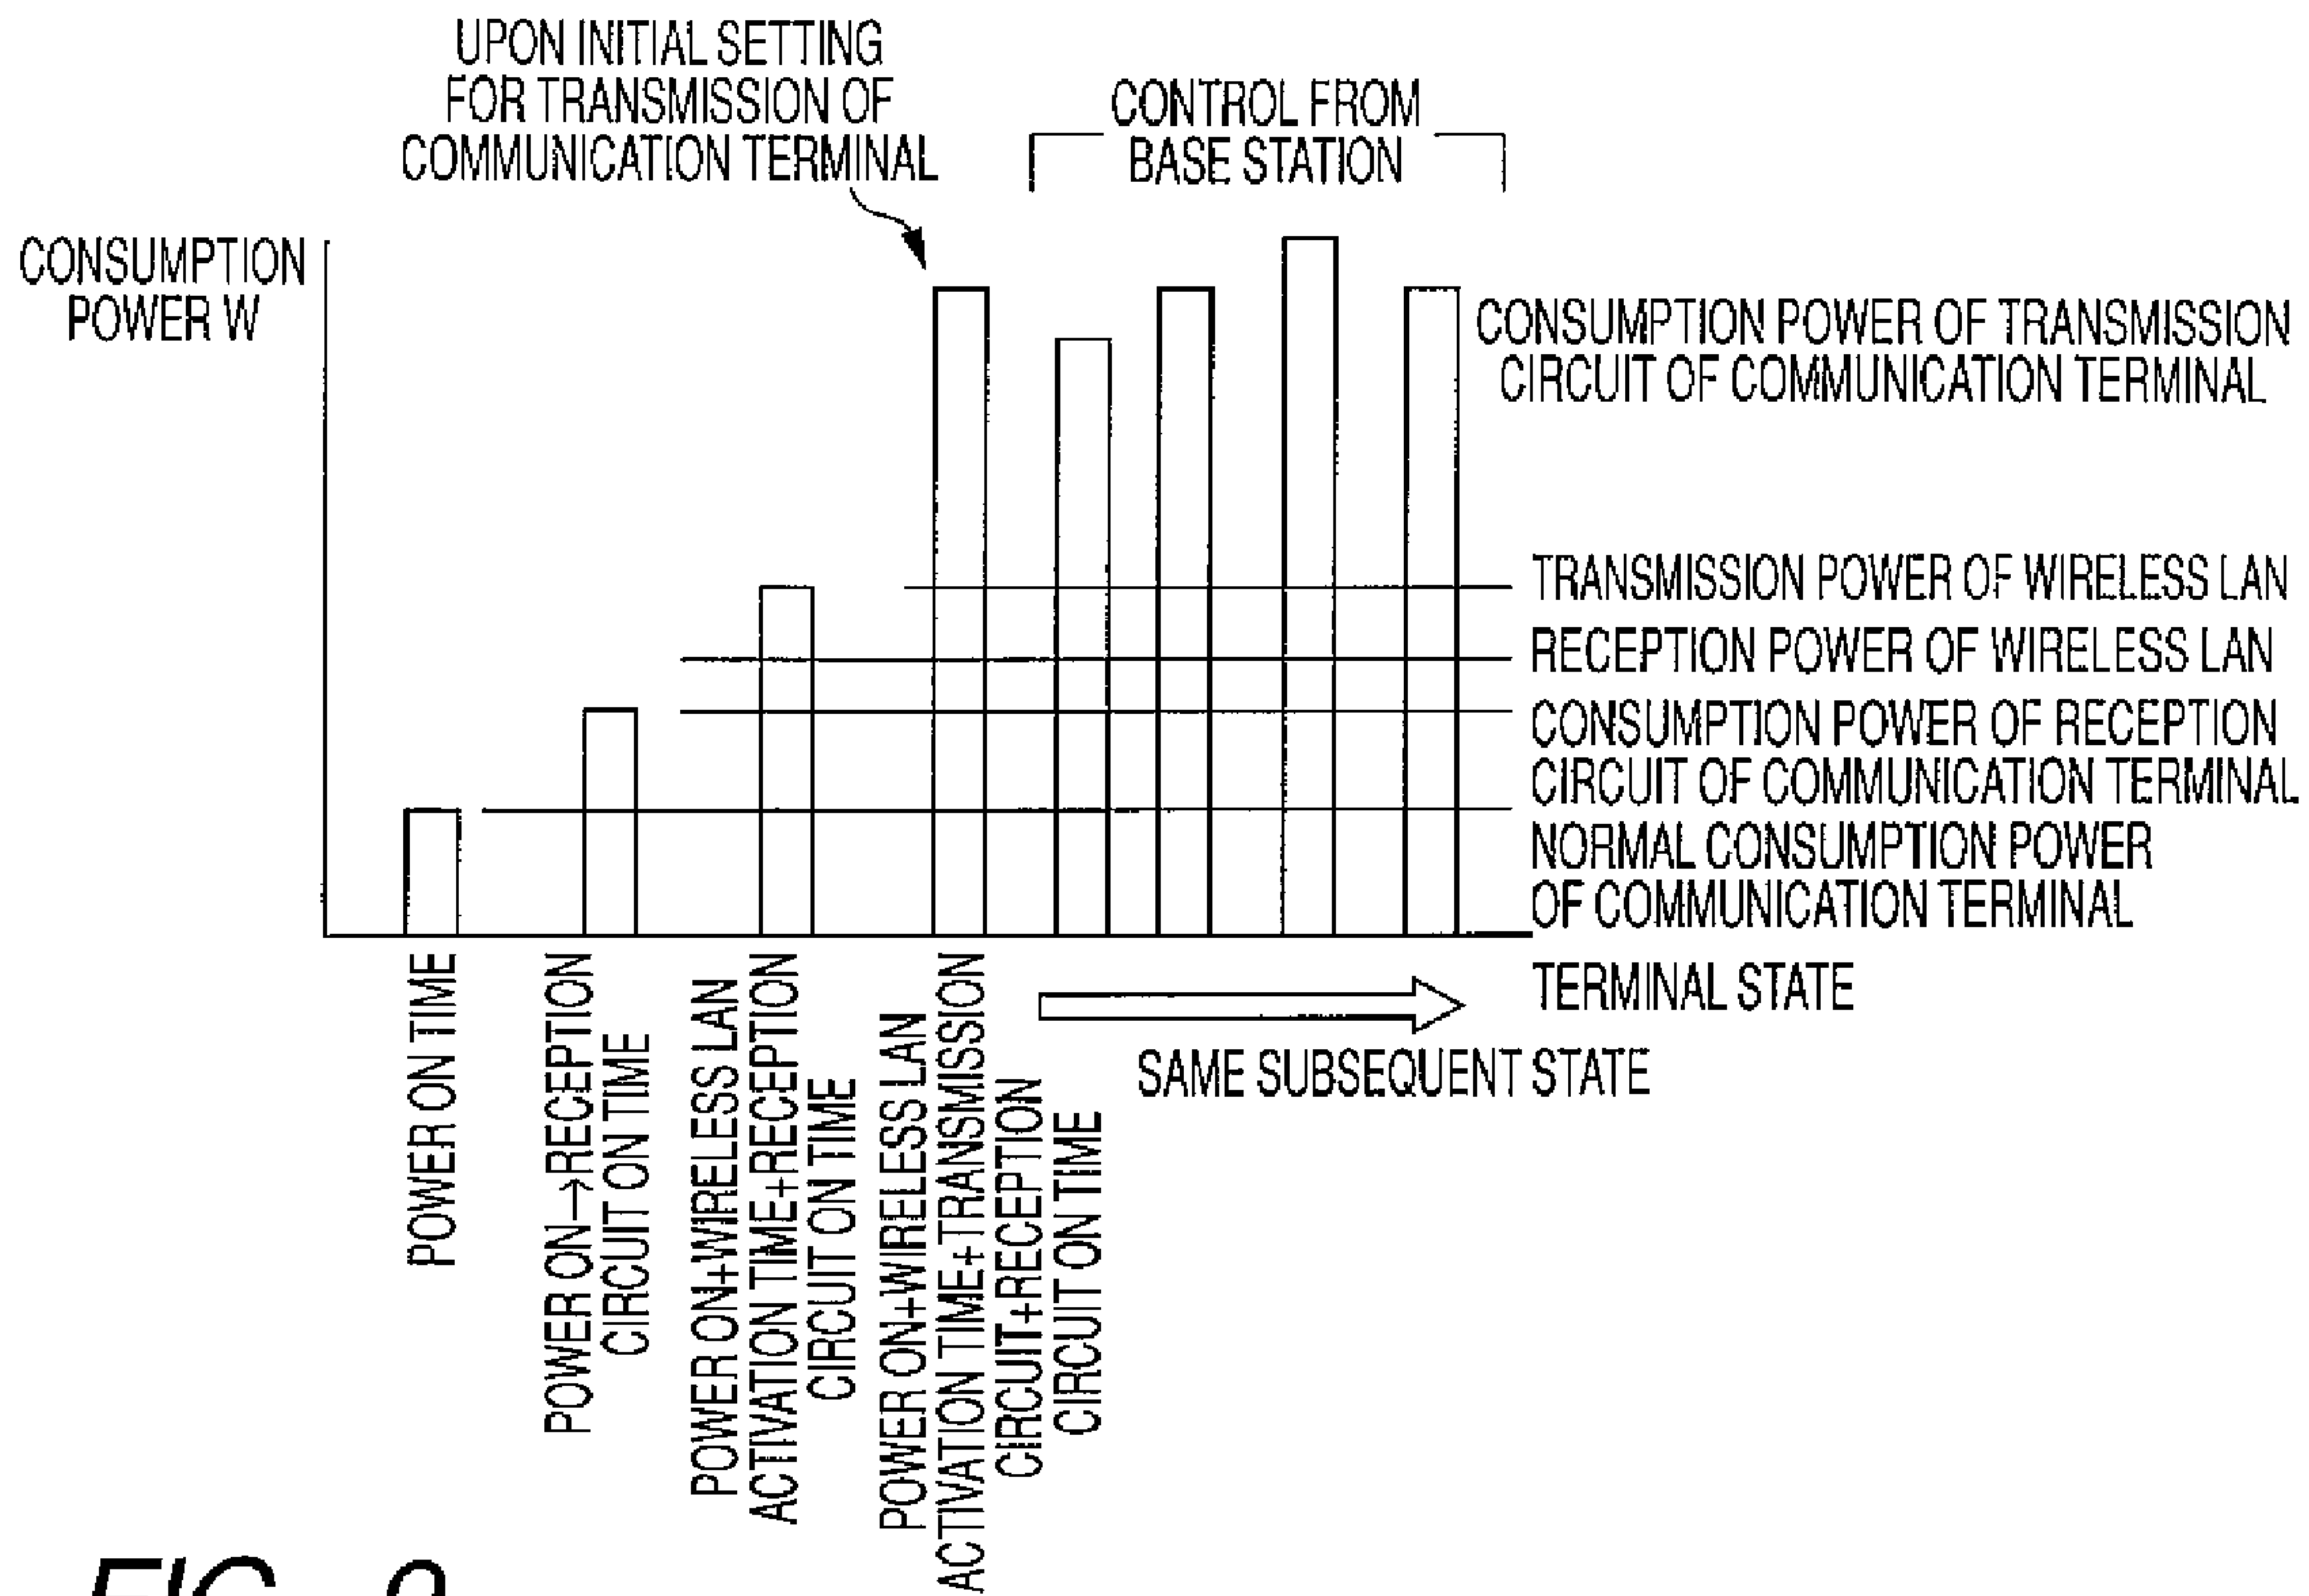 UPON INITIAL SETTING
FOR TRANSMISSION OF
COMMUNICATION TERMINAL
CONTROL FROM
BASE STATION
CONSUMPTION
POWER W
CONSUMPTION POWER OF TRANSMISSION
CIRCUIT OF COMMUNICATION TERMINAL
TRANSMISSION POWER OF WIRELESS LAN
RECEPTION POWER OF WIRELESS LAN
CONSUMPTION POWER OF RECEPTION
CIRCUIT OF COMMUNICATION TERMINAL
NORMAL CONSUMPTION POWER
OF COMMUNICATION TERMINAL
TERMINAL STATE
SAME SUBSEQUENT STATE
POWER ON TIME
POWER ON→RECEPTION
CIRCUIT ON TIME
POWER ON+WIRELESS LAN
ACTIVATION TIME+RECEPTION
CIRCUIT ON TIME
POWER ON+WIRELESS LAN
ACTIVATION TIME+TRANSMISSION
CIRCUIT+RECEPTION
CIRCUIT ON TIME